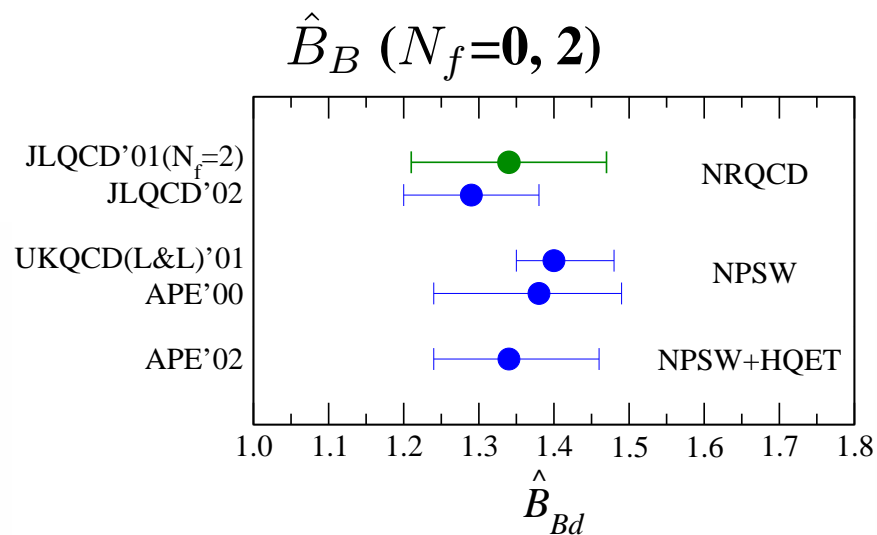 B̂_B (N_f=0, 2)
JLQCD’01(N_f=2)
NRQCD
JLQCD’02
UKQCD(L&L)’01
NPSW
APE’00
APE’02
NPSW+HQET
1.0 1.1 1.2 1.3 1.4 1.5 1.6 1.7 1.8
B̂_Bd